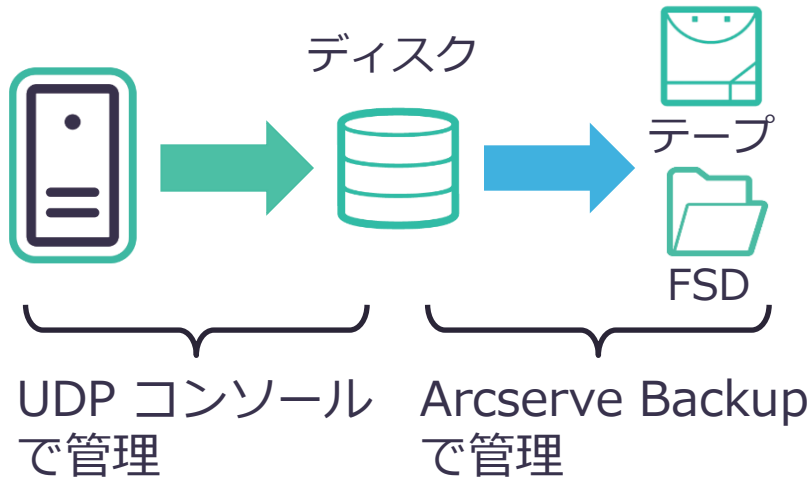 ディスク
テープ
FSD
UDP コンソール
で管理
Arcserve Backup
で管理